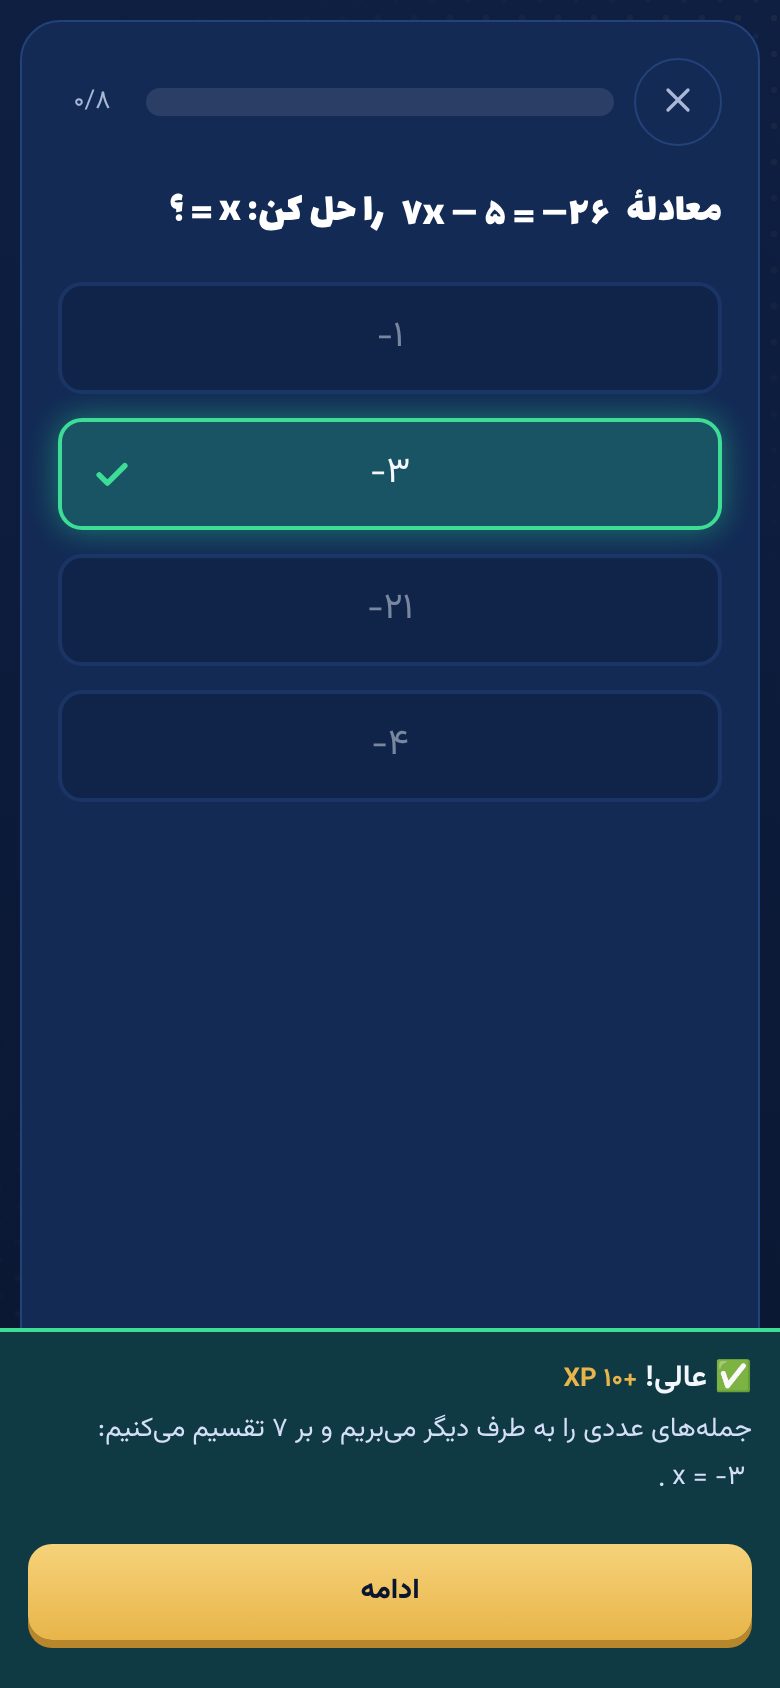 ۰/۸
معادلهٔ ۷x − ۵ = −۲۶ را حل کن: x = ؟
-۱
-۳
-۲۱
-۴
✅ عالی! +۱۰ XP
جمله‌های عددی را به طرف دیگر می‌بریم و بر ۷ تقسیم می‌کنیم:
x = -۳ .
ادامه